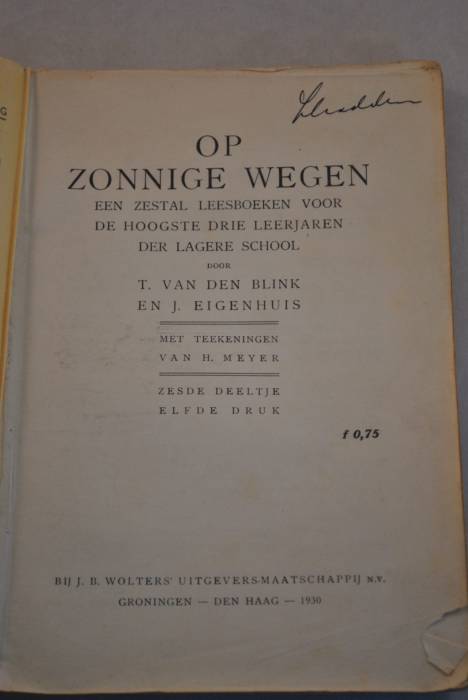 OP
ZONNIGE WEGEN
EEN ZESTAL LEESBOEKEN VOOR
DE HOOGSTE DRIE LEERJAREN
DER LAGERE SCHOOL
DOOR
T. VAN DEN BLINK
EN J. EIGENHUIS
MET TEEKENINGEN
VAN H. MEYER
ZESDE DEELTJE
ELFDE DRUK
f 0,75
BIJ J. B. WOLTERS' UITGEVERS-MAATSCHAPPIJ N.V.
GRONINGEN — DEN HAAG — 1930